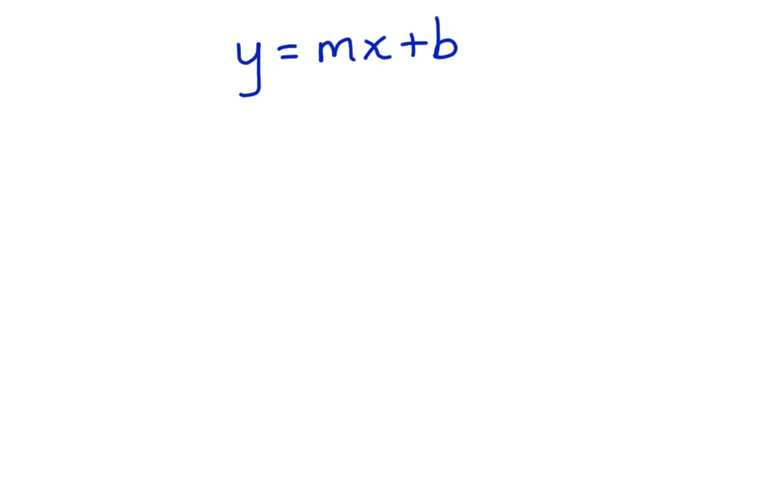 y = mx + b